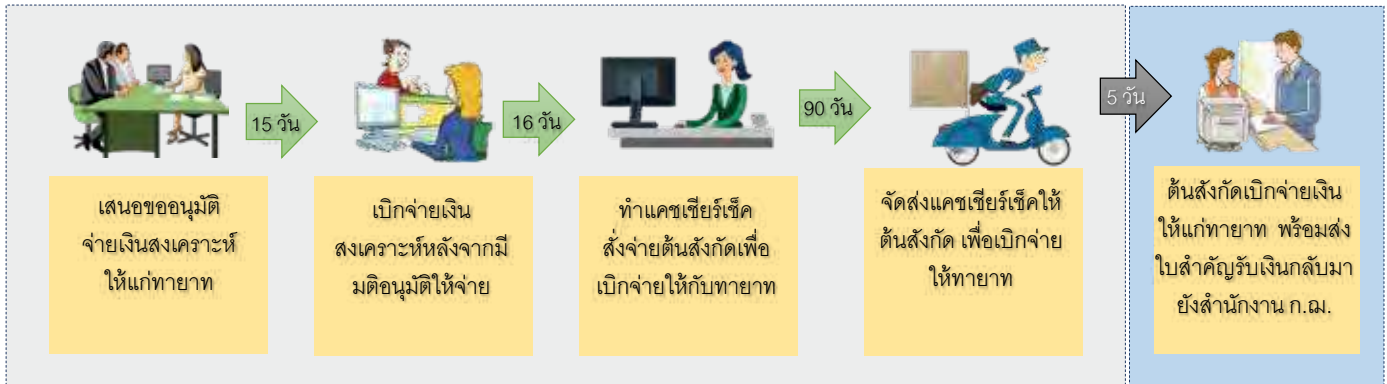 15 วัน
16 วัน
90 วัน
5 วัน
เสนอขออนุมัติ
จ่ายเงินสงเคราะห์
ให้แก่ทายาท
เบิกจ่ายเงิน
สงเคราะห์หลังจากมี
มติอนุมัติให้จ่าย
ทำแคชเชียร์เช็ค
สั่งจ่ายต้นสังกัดเพื่อ
เบิกจ่ายให้กับทายาท
จัดส่งแคชเชียร์เช็คให้
ต้นสังกัด เพื่อเบิกจ่าย
ให้ทายาท
ต้นสังกัดเบิกจ่ายเงิน
ให้แก่ทายาท พร้อมส่ง
ใบสำคัญรับเงินกลับมา
ยังสำนักงาน ก.ฌ.